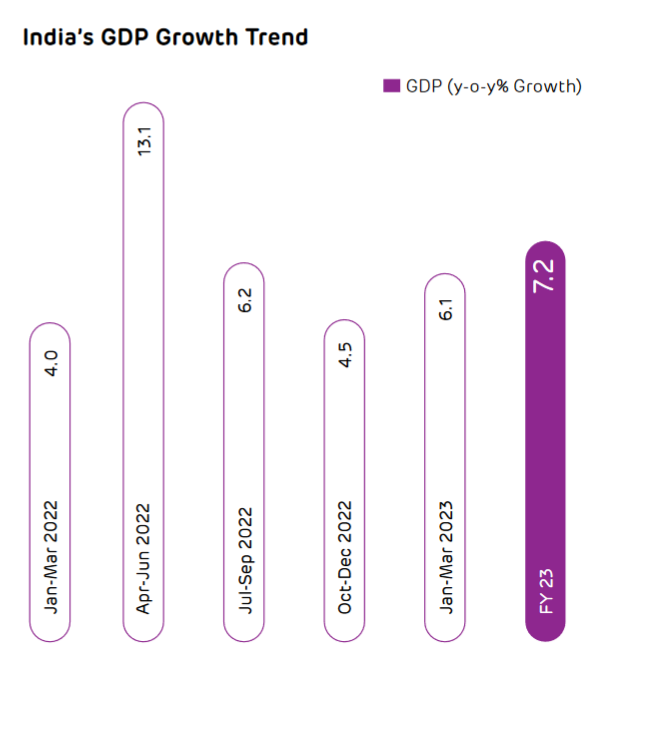 India's GDP Growth Trend
GDP (y-o-y% Growth)
4.0
Jan-Mar 2022
13.1
Apr-Jun 2022
6.2
Jul-Sep 2022
4.5
Oct-Dec 2022
6.1
Jan-Mar 2023
7.2
FY 23